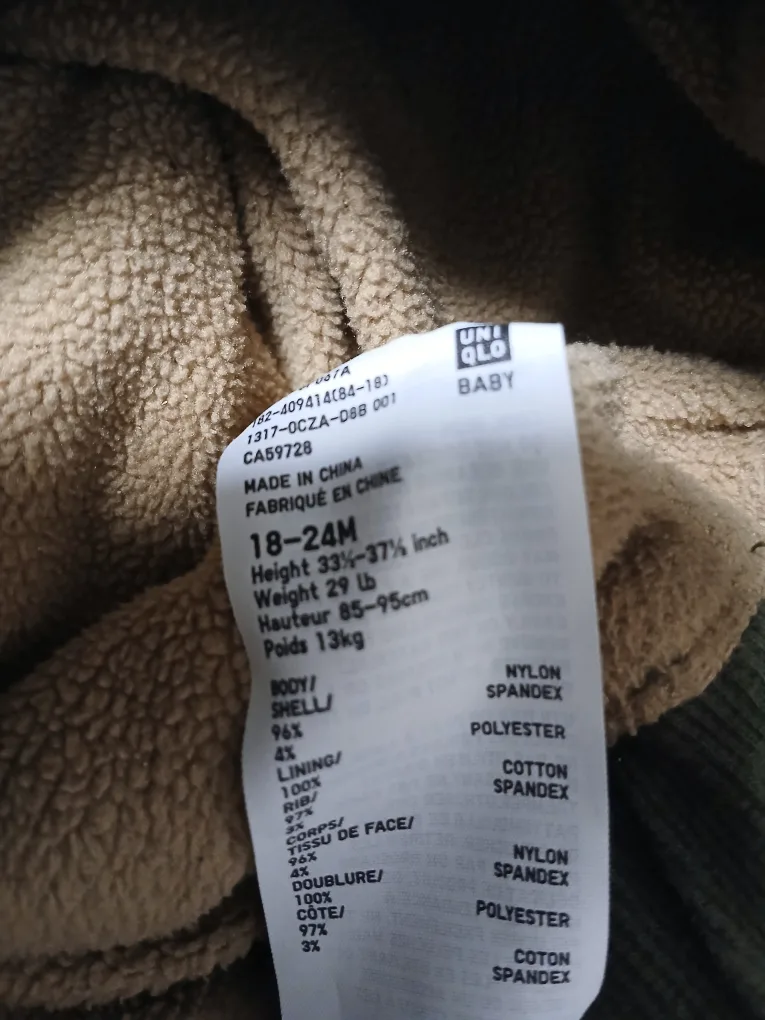 UNI
QLO
BABY
182-409414(84-18)
1317-0CZA-D8B 001
CA59728
MADE IN CHINA
FABRIQUÉ EN CHINE
18-24M
Height 33½-37½ inch
Weight 29 lb
Hauteur 85-95cm
Poids 13kg
BODY/
SHELL/
96% NYLON
4% SPANDEX
LINING/
100% POLYESTER
RIB/
97% COTTON
3% SPANDEX
CORPS/
TISSU DE FACE/
96% NYLON
4% SPANDEX
DOUBLURE/
100% POLYESTER
CÔTE/
97% COTON
3% SPANDEX